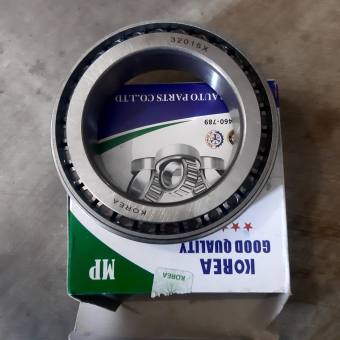 32015X
KOREA
AUTO PARTS CO.,LTD
460-789
KOREA
GOOD QUALITY
MP
KOREA